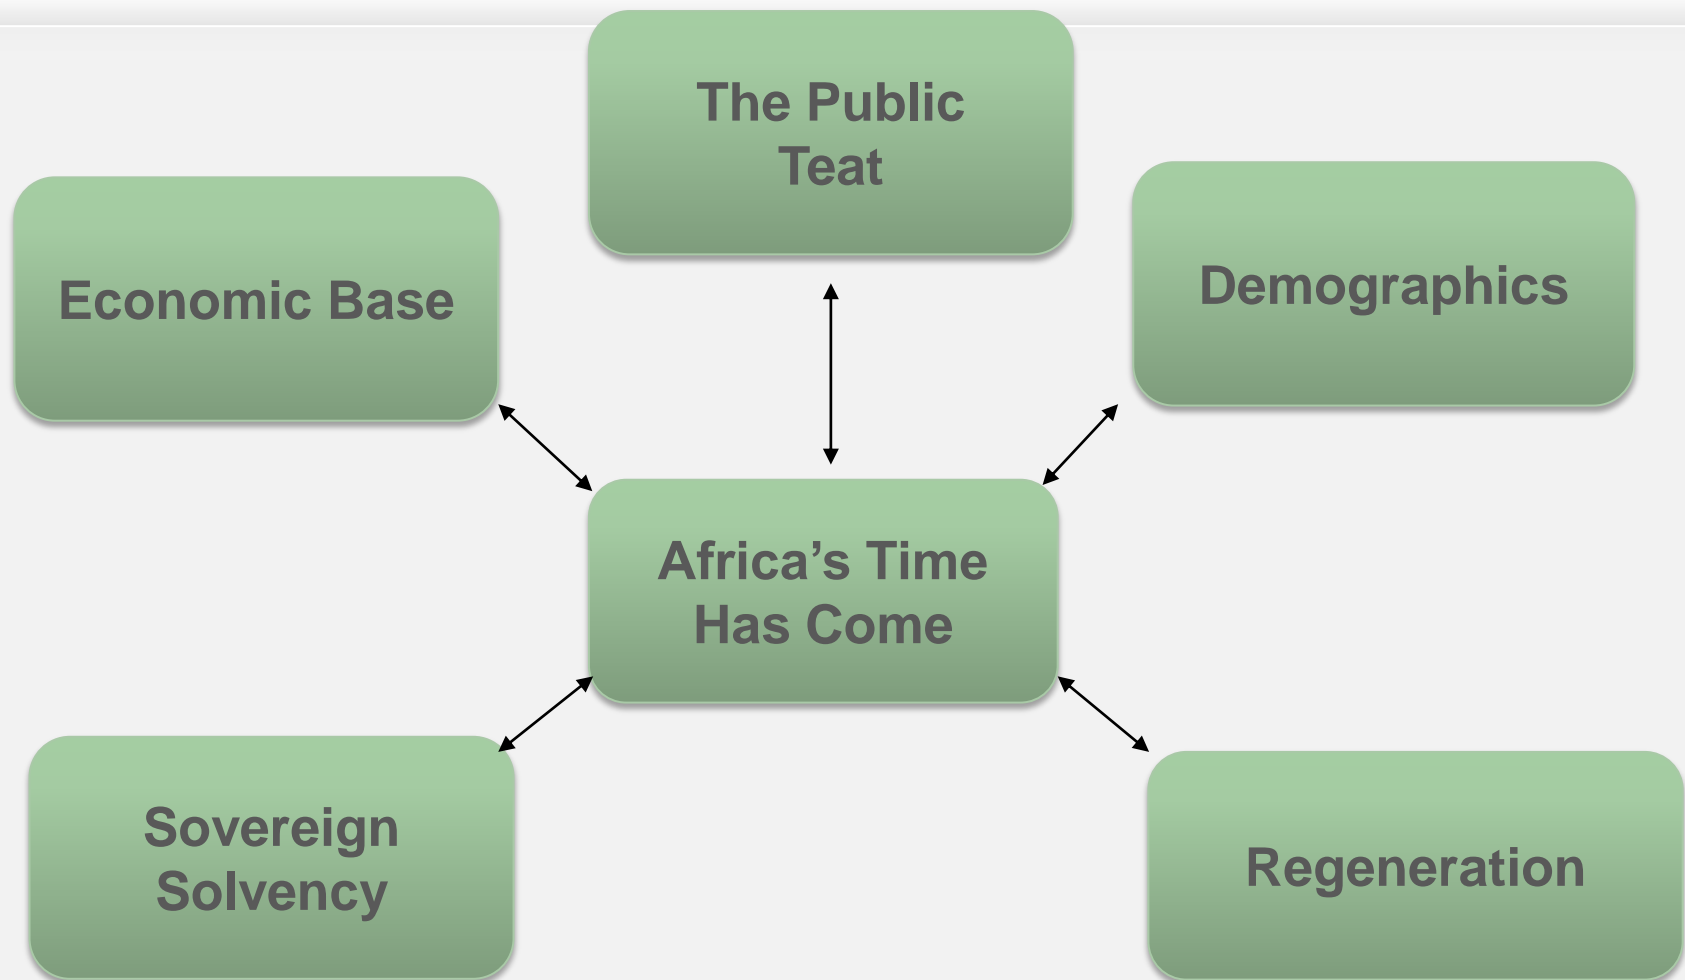 The Public
Teat
Economic Base
Demographics
Africa’s Time
Has Come
Sovereign
Solvency
Regeneration